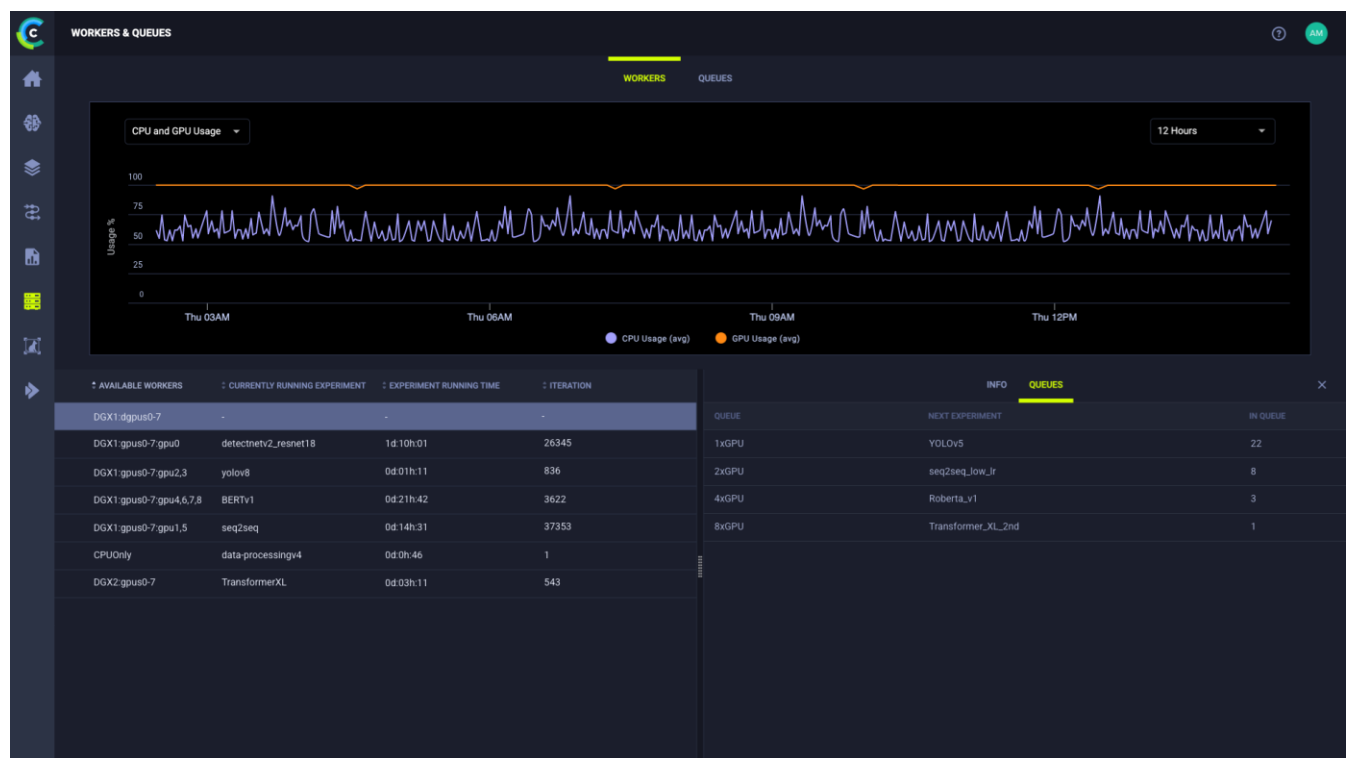 C
WORKERS & QUEUES
?
AM
WORKERS QUEUES
CPU and GPU Usage
12 Hours
Usage %
100
75
50
25
0
Thu 03AM Thu 06AM Thu 09AM Thu 12PM
CPU Usage (avg) GPU Usage (avg)
AVAILABLE WORKERS CURRENTLY RUNNING EXPERIMENT EXPERIMENT RUNNING TIME ITERATION
DGX1:dgpus0-7 - - -
DGX1:gpus0-7:gpu0 detectnetv2_resnet18 1d:10h:01 26345
DGX1:gpus0-7:gpu2,3 yolov8 0d:01h:11 836
DGX1:gpus0-7:gpu4,6,7,8 BERTv1 0d:21h:42 3622
DGX1:gpus0-7:gpu1,5 seq2seq 0d:14h:31 37353
CPUOnly data-processingv4 0d:0h:46 1
DGX2:gpus0-7 TransformerXL 0d:03h:11 543
INFO QUEUES
QUEUE NEXT EXPERIMENT IN QUEUE
1xGPU YOLOv5 22
2xGPU seq2seq_low_lr 8
4xGPU Roberta_v1 3
8xGPU Transformer_XL_2nd 1